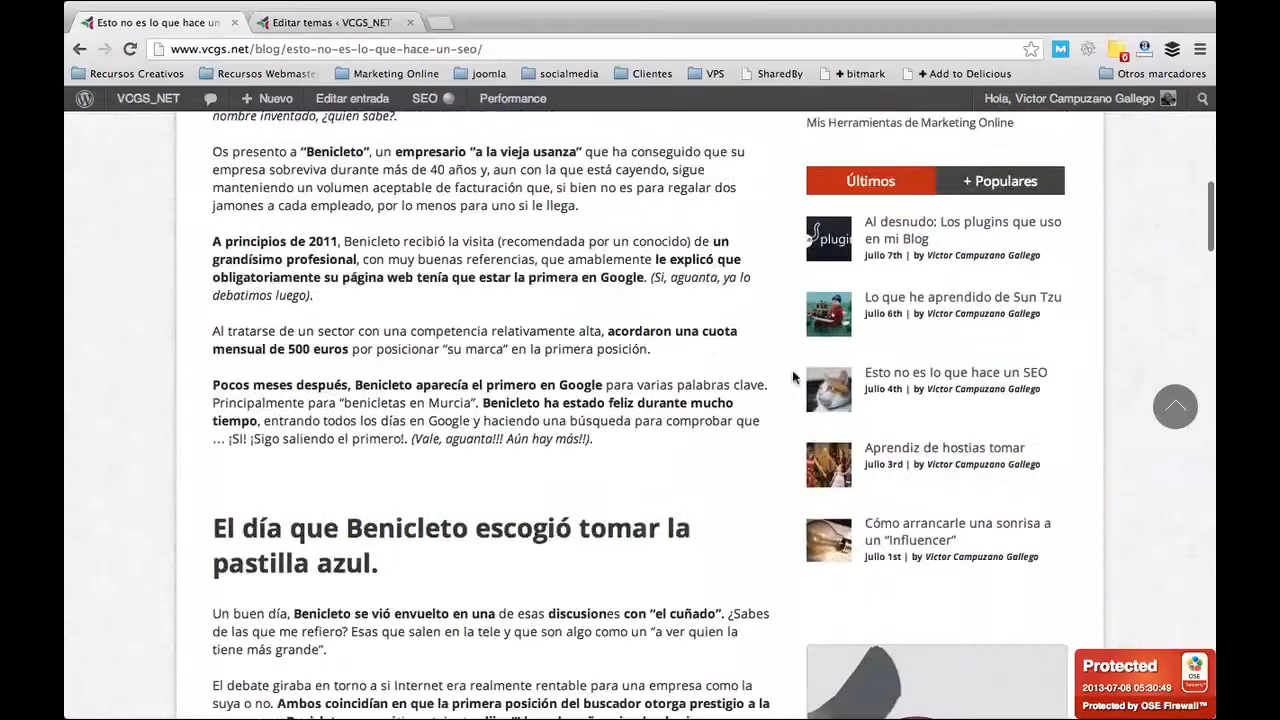 Esto no es lo que hace un
Editar temas ‹ VCGS_NET
www.vcgs.net/blog/esto-no-es-lo-que-hace-un-seo/
Recursos Creativos
Recursos Webmaste
Marketing Online
joomla
socialmedia
Clientes
VPS
SharedBy
+ bitmark
+ Add to Delicious
Otros marcadores
VCGS_NET
Nuevo
Editar entrada
SEO
Performance
Hola, Victor Campuzano Gallego
nombre inventado, ¿quien sabe?.
Os presento a “Benicleto”, un empresario “a la vieja usanza” que ha conseguido que su
empresa sobreviva durante más de 40 años y, aun con la que está cayendo, sigue
manteniendo un volumen aceptable de facturación que, si bien no es para regalar dos
jamones a cada empleado, por lo menos para uno si le llega.
A principios de 2011, Benicleto recibió la visita (recomendada por un conocido) de un
grandísimo profesional, con muy buenas referencias, que amablemente le explicó que
obligatoriamente su página web tenía que estar la primera en Google. (Si, aguanta, ya lo
debatimos luego).
Al tratarse de un sector con una competencia relativamente alta, acordaron una cuota
mensual de 500 euros por posicionar “su marca” en la primera posición.
Pocos meses después, Benicleto aparecía el primero en Google para varias palabras clave.
Principalmente para “benicletas en Murcia”. Benicleto ha estado feliz durante mucho
tiempo, entrando todos los días en Google y haciendo una búsqueda para comprobar que
… ¡SI! ¡Sigo saliendo el primero!. (Vale, aguanta!!! Aún hay más!!).
El día que Benicleto escogió tomar la
pastilla azul.
Un buen día, Benicleto se vió envuelto en una de esas discusiones con “el cuñado”. ¿Sabes
de las que me refiero? Esas que salen en la tele y que son algo como un “a ver quien la
tiene más grande”.
El debate giraba en torno a si Internet era realmente rentable para una empresa como la
suya o no. Ambos coincidían en que la primera posición del buscador otorga prestigio a la
Mis Herramientas de Marketing Online
Últimos
+ Populares
plugin
Al desnudo: Los plugins que uso
en mi Blog
julio 7th | by Victor Campuzano Gallego
Lo que he aprendido de Sun Tzu
julio 6th | by Victor Campuzano Gallego
Esto no es lo que hace un SEO
julio 4th | by Victor Campuzano Gallego
Aprendiz de hostias tomar
julio 3rd | by Victor Campuzano Gallego
Cómo arrancarle una sonrisa a
un “Influencer”
julio 1st | by Victor Campuzano Gallego
Protected
2013-07-08 05:30:49
Protected by OSE Firewall™